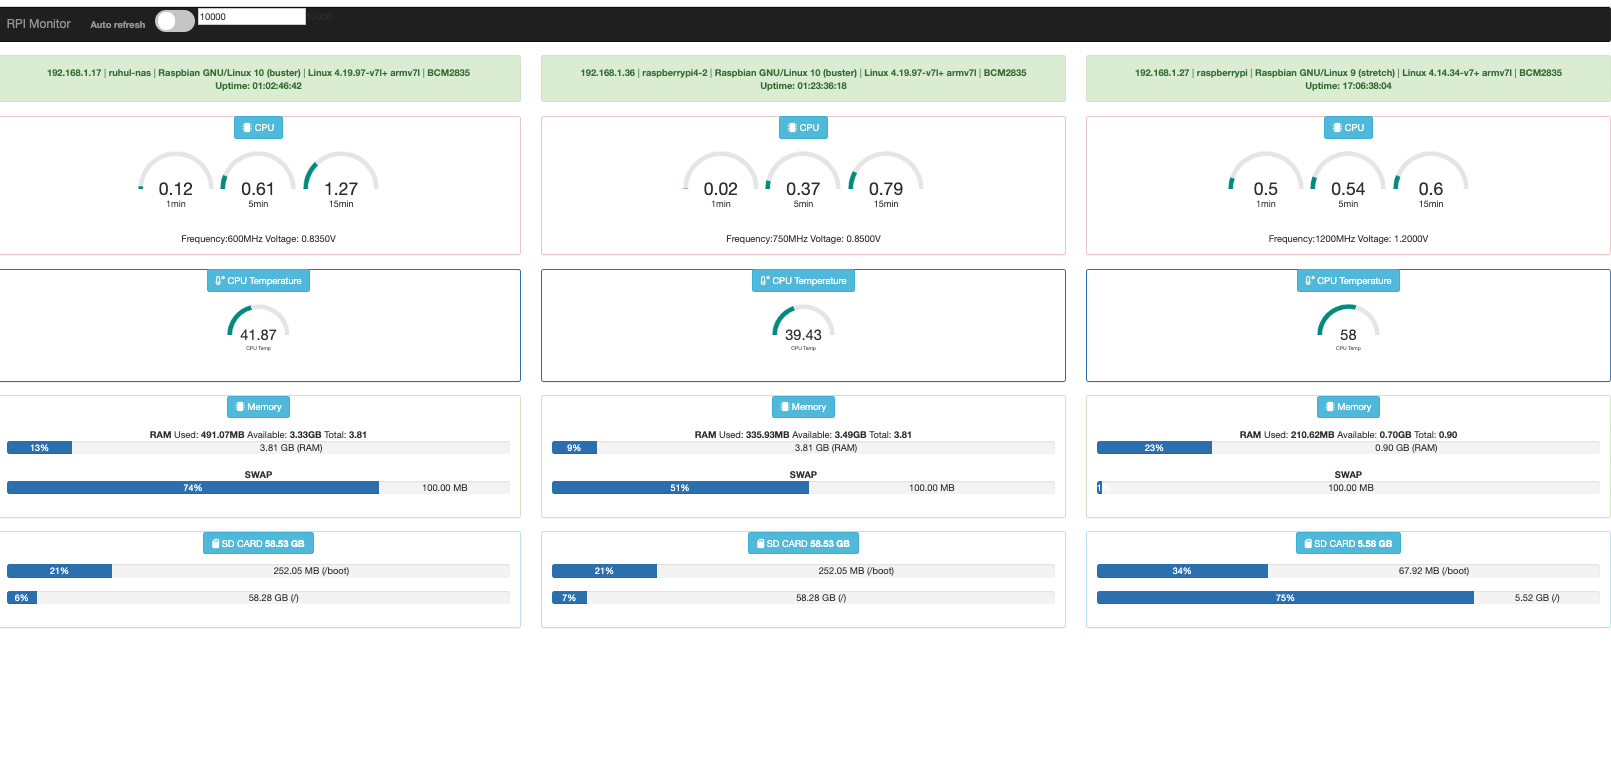 RPI Monitor Auto refresh 10000 10000
192.168.1.17 | ruhul-nas | Raspbian GNU/Linux 10 (buster) | Linux 4.19.97-v7l+ armv7l | BCM2835
Uptime: 01:02:46:42
CPU
0.12 0.61 1.27
1min 5min 15min
Frequency:600MHz Voltage: 0.8350V
CPU Temperature
41.87
CPU Temp
Memory
RAM Used: 491.07MB Available: 3.33GB Total: 3.81
13% 3.81 GB (RAM)
SWAP
74% 100.00 MB
SD CARD 58.53 GB
21% 252.05 MB (/boot)
6% 58.28 GB (/)
192.168.1.36 | raspberrypi4-2 | Raspbian GNU/Linux 10 (buster) | Linux 4.19.97-v7l+ armv7l | BCM2835
Uptime: 01:23:36:18
CPU
0.02 0.37 0.79
1min 5min 15min
Frequency:750MHz Voltage: 0.8500V
CPU Temperature
39.43
CPU Temp
Memory
RAM Used: 335.93MB Available: 3.49GB Total: 3.81
9% 3.81 GB (RAM)
SWAP
51% 100.00 MB
SD CARD 58.53 GB
21% 252.05 MB (/boot)
7% 58.28 GB (/)
192.168.1.27 | raspberrypi | Raspbian GNU/Linux 9 (stretch) | Linux 4.14.34-v7+ armv7l | BCM2835
Uptime: 17:06:38:04
CPU
0.5 0.54 0.6
1min 5min 15min
Frequency:1200MHz Voltage: 1.2000V
CPU Temperature
58
CPU Temp
Memory
RAM Used: 210.62MB Available: 0.70GB Total: 0.90
23% 0.90 GB (RAM)
SWAP
1% 100.00 MB
SD CARD 5.58 GB
34% 67.92 MB (/boot)
75% 5.52 GB (/)